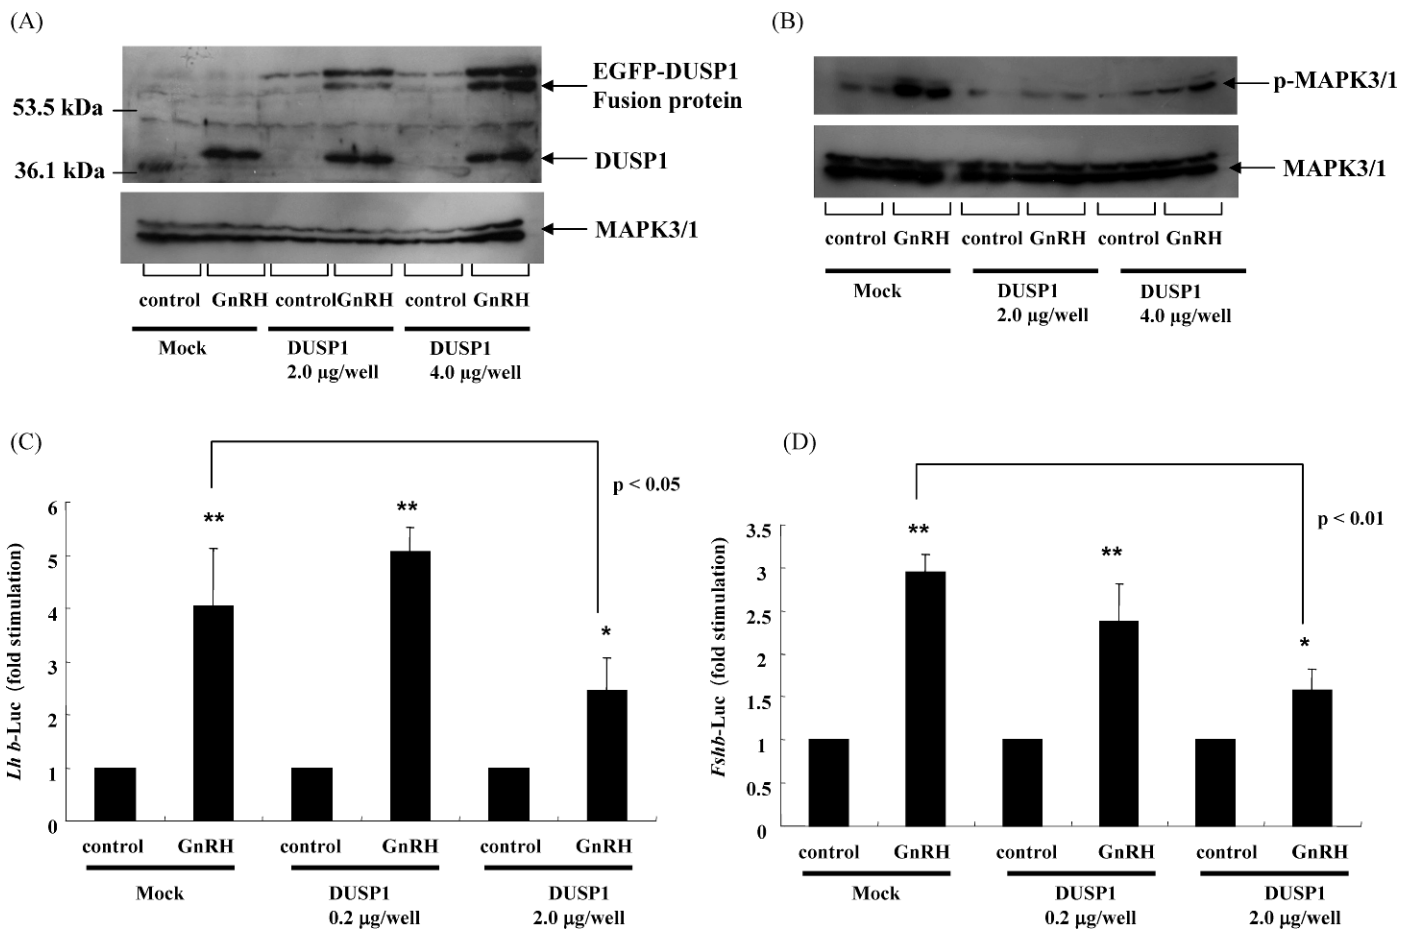 (A)
EGFP-DUSP1
Fusion protein
53.5 kDa
DUSP1
36.1 kDa
MAPK3/1
control GnRH controlGnRH control GnRH
Mock DUSP1 DUSP1
2.0 µg/well 4.0 µg/well
(B)
p-MAPK3/1
MAPK3/1
control GnRH control GnRH control GnRH
Mock DUSP1 DUSP1
2.0 µg/well 4.0 µg/well
(C)
p < 0.05
Lh b-Luc (fold stimulation)
6
5
4
3
2
1
0
** ** *
control GnRH control GnRH control GnRH
Mock DUSP1 DUSP1
0.2 µg/well 2.0 µg/well
(D)
p < 0.01
Fshb-Luc (fold stimulation)
3.5
3
2.5
2
1.5
1
0.5
0
** ** *
control GnRH control GnRH control GnRH
Mock DUSP1 DUSP1
0.2 µg/well 2.0 µg/well